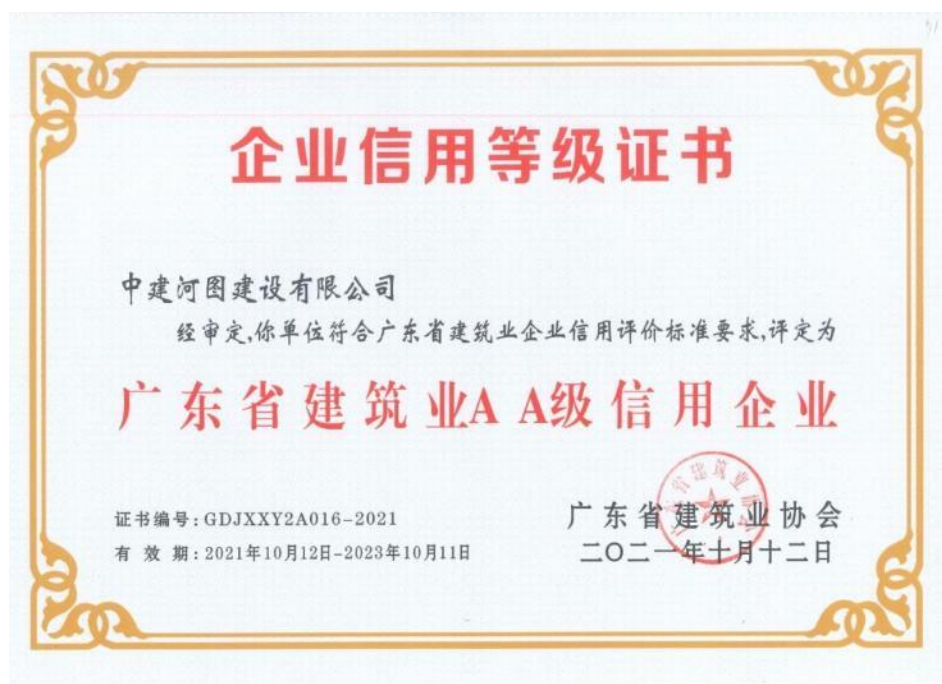 企业信用等级证书
中建河图建设有限公司
经审定,你单位符合广东省建筑业企业信用评价标准要求,评定为
广东省建筑业AA级信用企业
证书编号:GDJXXY2A016-2021
有效期:2021年10月12日-2023年10月11日
广东省建筑业协会
二〇二一年十月十二日